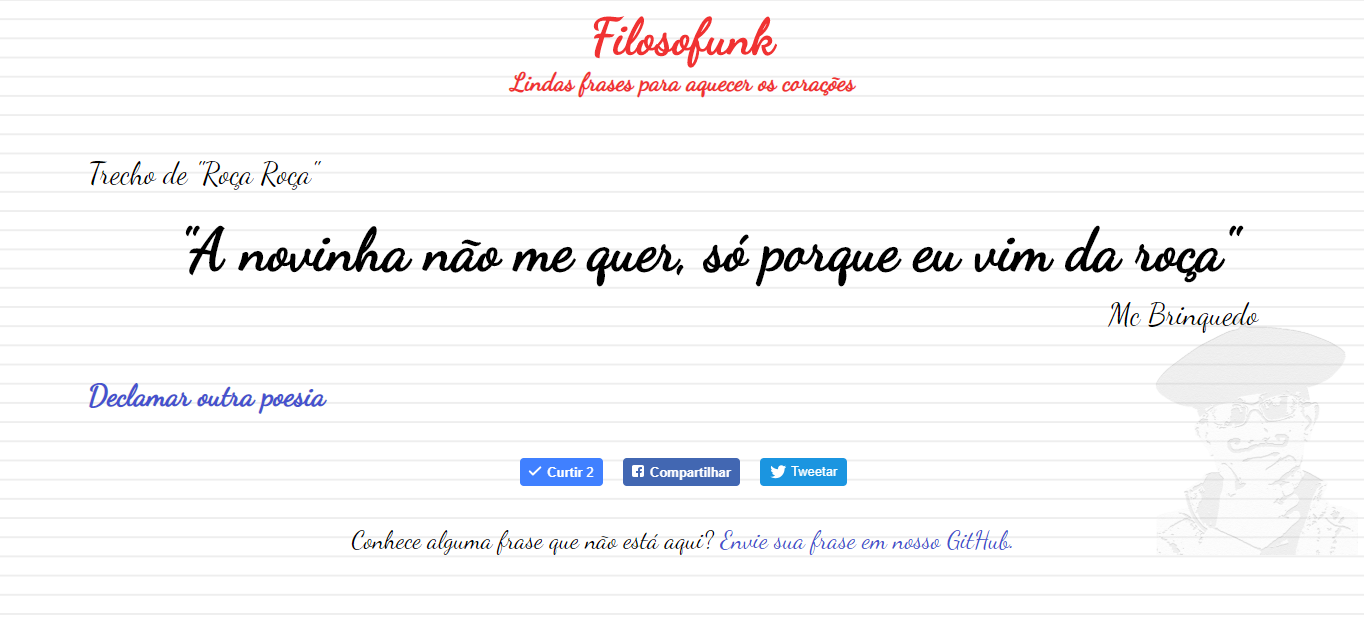 Filosofunk
Lindas frases para aquecer os corações
Trecho de "Roça Roça"
"A novinha não me quer, só porque eu vim da roça"
Mc Brinquedo
Declamar outra poesia
Curtir 2 Compartilhar Tweetar
Conhece alguma frase que não está aqui? Envie sua frase em nosso GitHub.